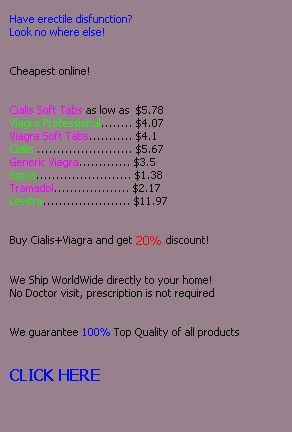 Have erectile disfunction?
Look no where else!
Cheapest online!
Cialis Soft Tabs as low as $5.78
Viagra Professional........ $4.07
Viagra Soft Tabs........... $4.1
Cialis........................ $5.67
Generic Viagra............. $3.5
Soma........................ $1.38
Tramadol................... $2.17
Levitra...................... $11.97
Buy Cialis+Viagra and get 20% discount!
We Ship WorldWide directly to your home!
No Doctor visit, prescription is not required
We guarantee 100% Top Quality of all products
CLICK HERE